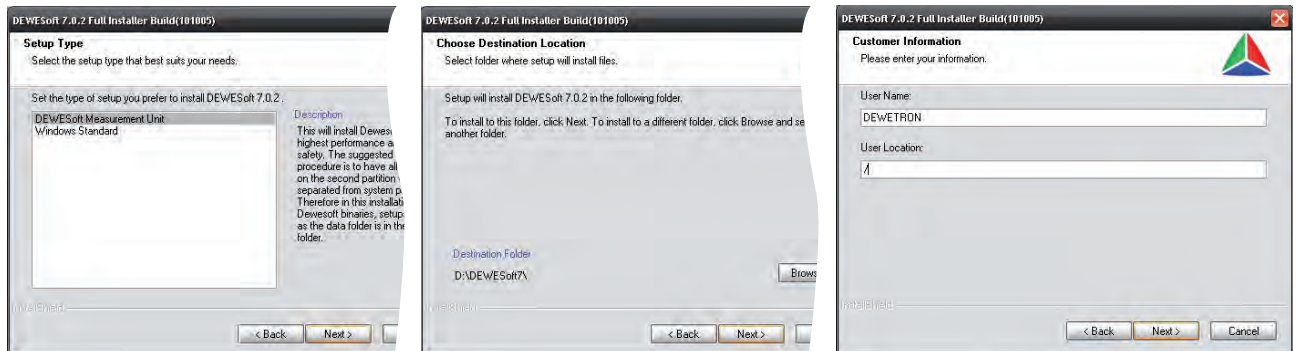 DEWESoft 7.0.2 Full Installer Build(101005)
Setup Type
Select the setup type that best suits your needs.
Set the type of setup you prefer to install DEWESoft 7.0.2 .
DEWESoft Measurement Unit
Windows Standard
Description
This will install Dewes
highest performance a
safety. The suggested
procedure is to have all
on the second partition
separated from system p
Therefore in this installati
Dewesoft binaries, setup
as the data folder is in the
folder.
InstallShield
< Back
Next >
DEWESoft 7.0.2 Full Installer Build(101005)
Choose Destination Location
Select folder where setup will install files.
Setup will install DEWESoft 7.0.2 in the following folder.
To install to this folder, click Next. To install to a different folder, click Browse and se
another folder.
Destination Folder
D:\DEWESoft7\
Brows
InstallShield
< Back
Next >
DEWESoft 7.0.2 Full Installer Build(101005)
Customer Information
Please enter your information.
User Name:
DEWETRON
User Location:
/
InstallShield
< Back
Next >
Cancel